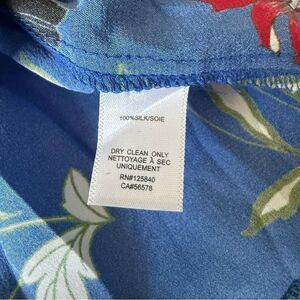 100%SILK/SOIE
DRY CLEAN ONLY
NETTOYAGE À SEC
UNIQUEMENT
RN#125840
CA#56578